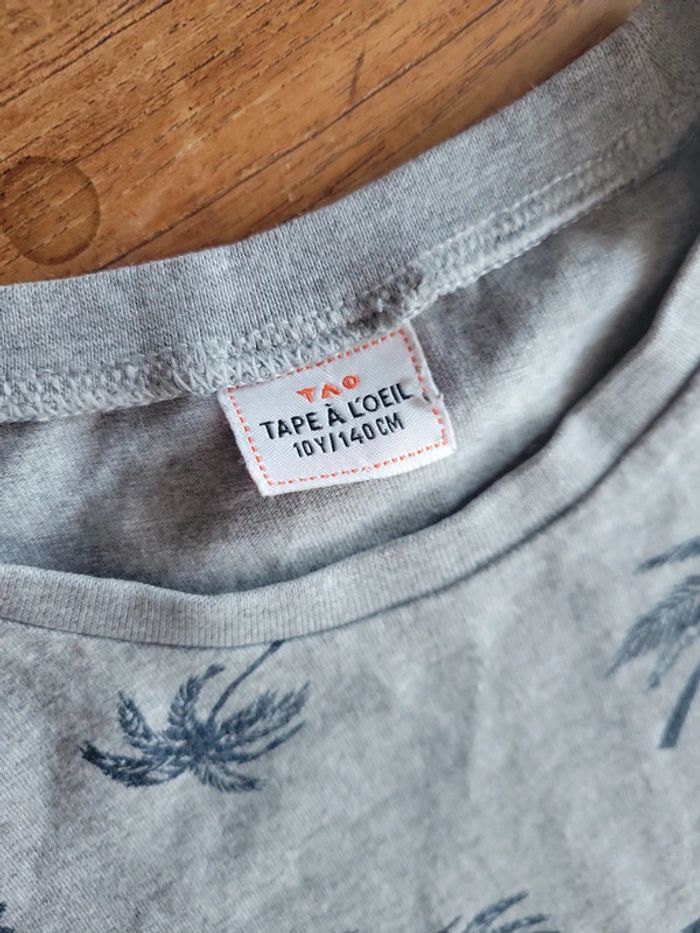 TAO
TAPE À L'OEIL
10Y/140CM